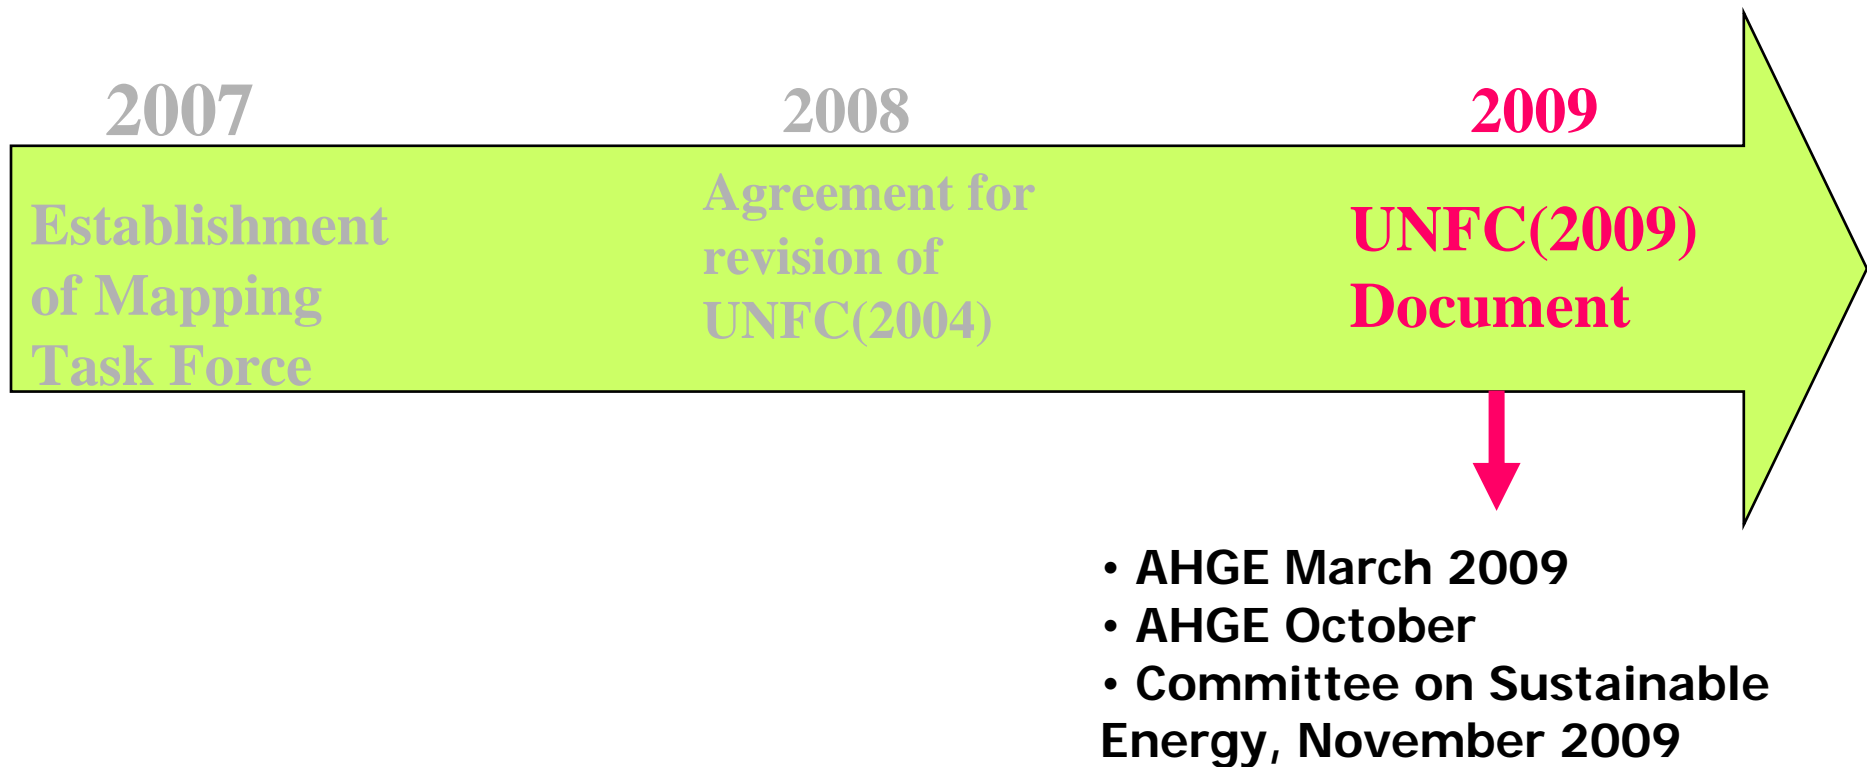 2007
2008
2009
Establishment
of Mapping
Task Force
Agreement for
revision of
UNFC(2004)
UNFC(2009)
Document
• AHGE March 2009
• AHGE October
• Committee on Sustainable
Energy, November 2009